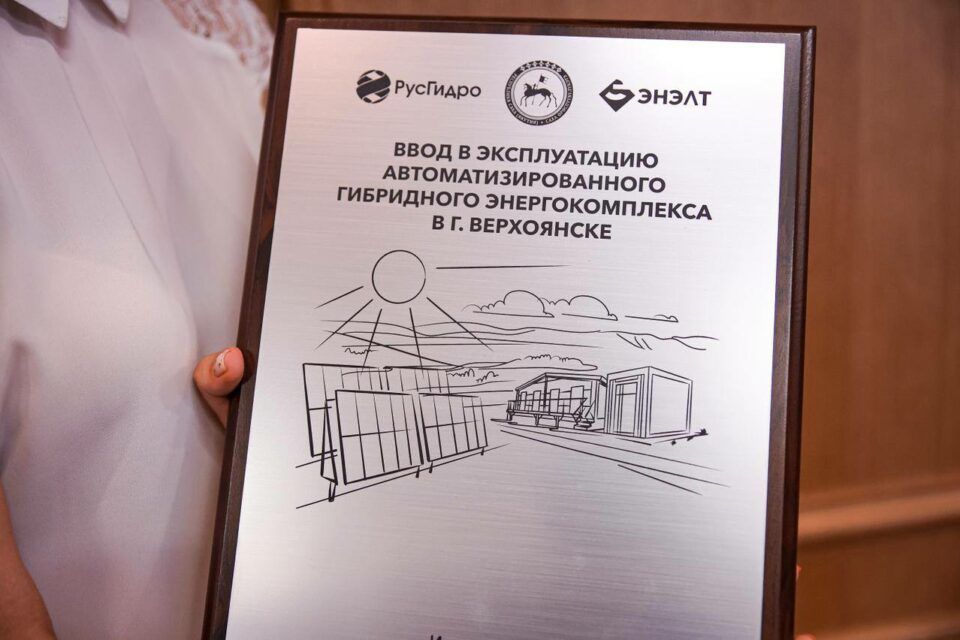 РусГидро
ЭНЭЛТ
ВВОД В ЭКСПЛУАТАЦИЮ
АВТОМАТИЗИРОВАННОГО
ГИБРИДНОГО ЭНЕРГОКОМПЛЕКСА
В Г. ВЕРХОЯНСКЕ